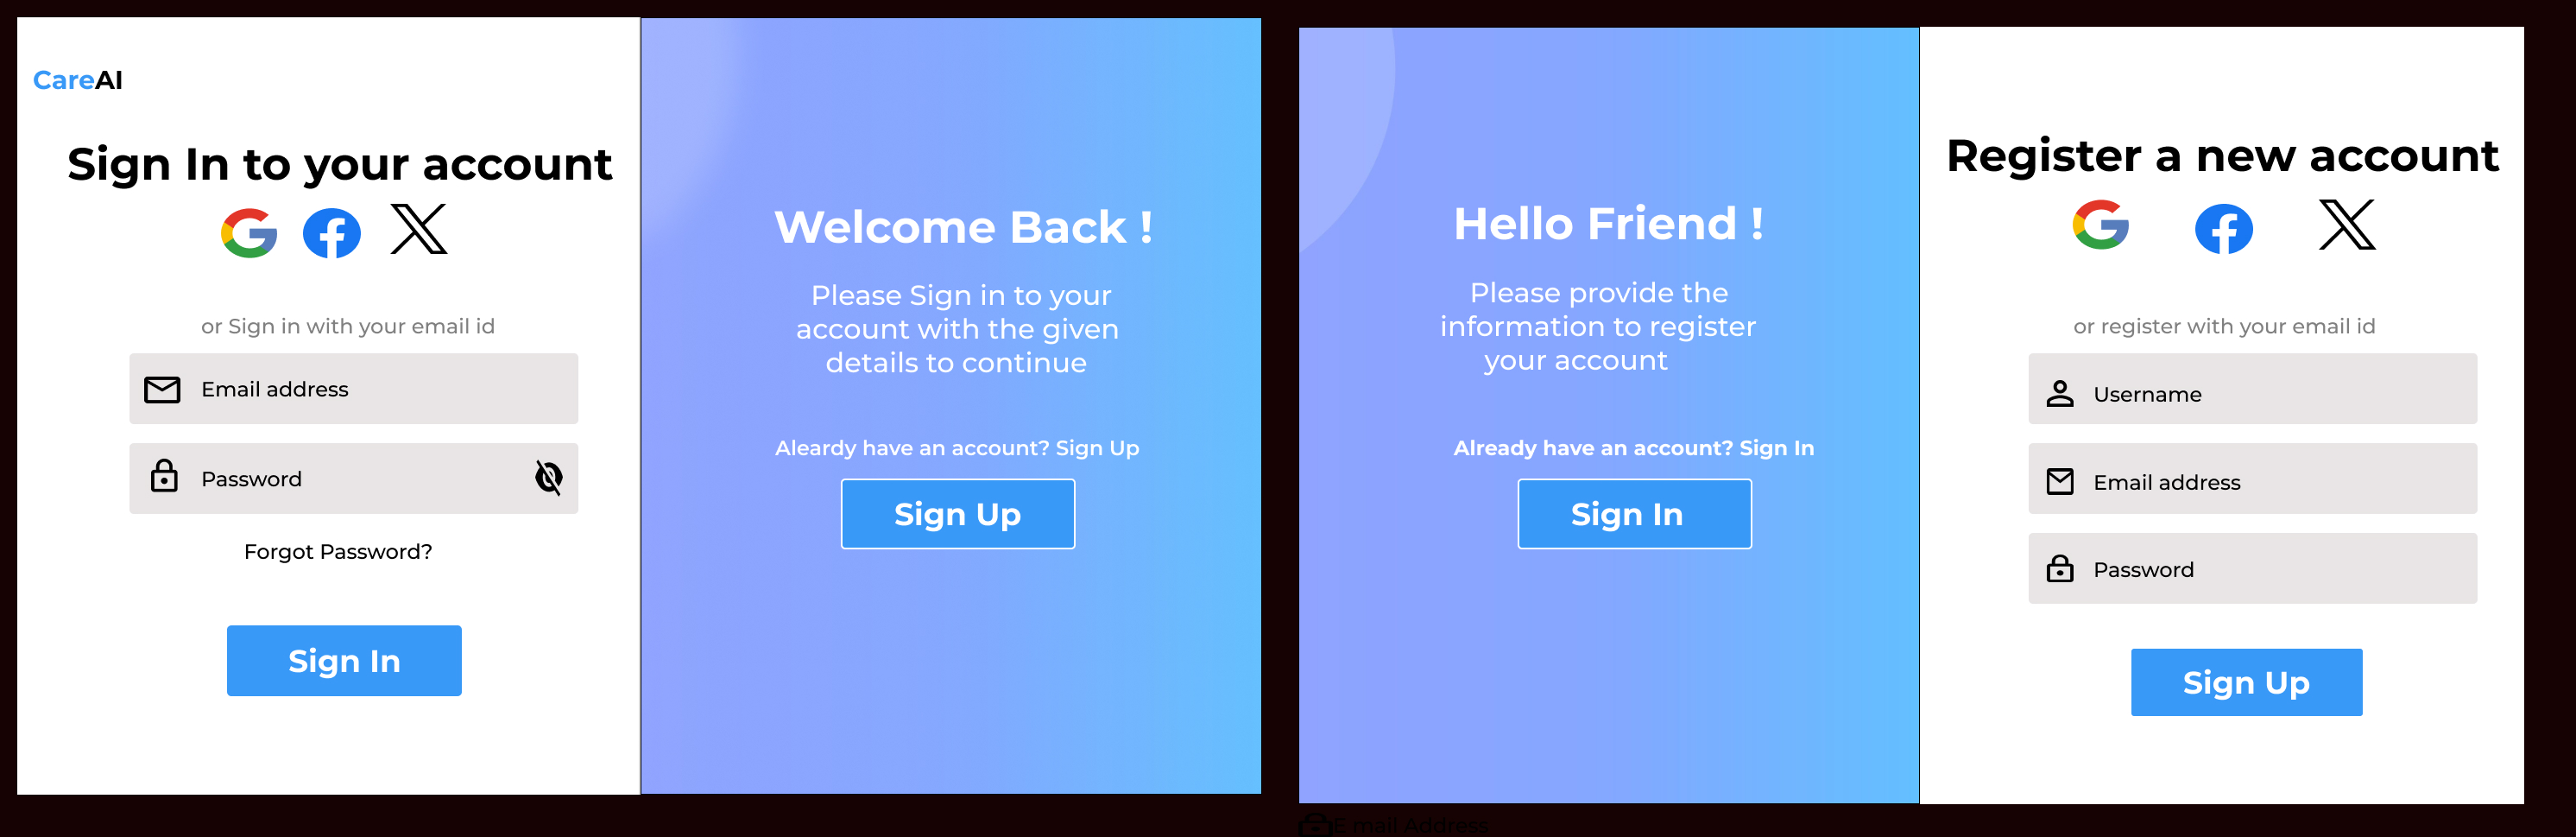 CareAI
Sign In to your account
or Sign in with your email id
Email address
Password
Forgot Password?
Sign In
Welcome Back !
Please Sign in to your
account with the given
details to continue
Aleardy have an account? Sign Up
Sign Up
Hello Friend !
Please provide the
information to register
your account
Already have an account? Sign In
Sign In
Register a new account
or register with your email id
Username
Email address
Password
Sign Up
E mail Address